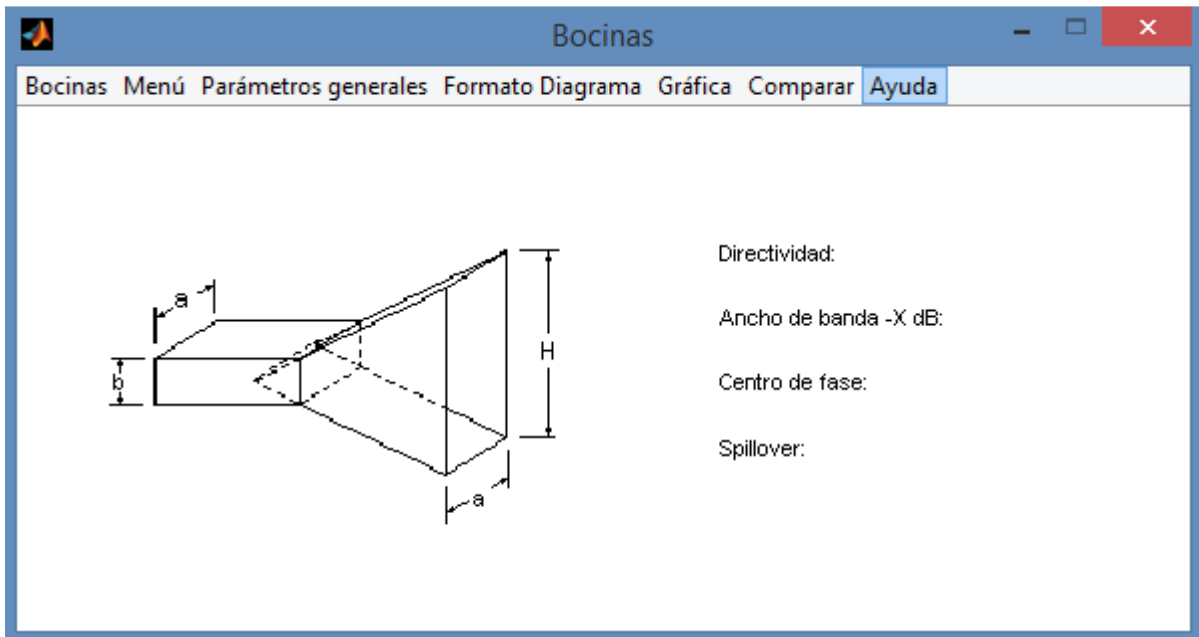 Bocinas
Bocinas Menú Parámetros generales Formato Diagrama Gráfica Comparar Ayuda
Directividad:
a
Ancho de banda -X dB:
H
b
Centro de fase:
Spillover:
a